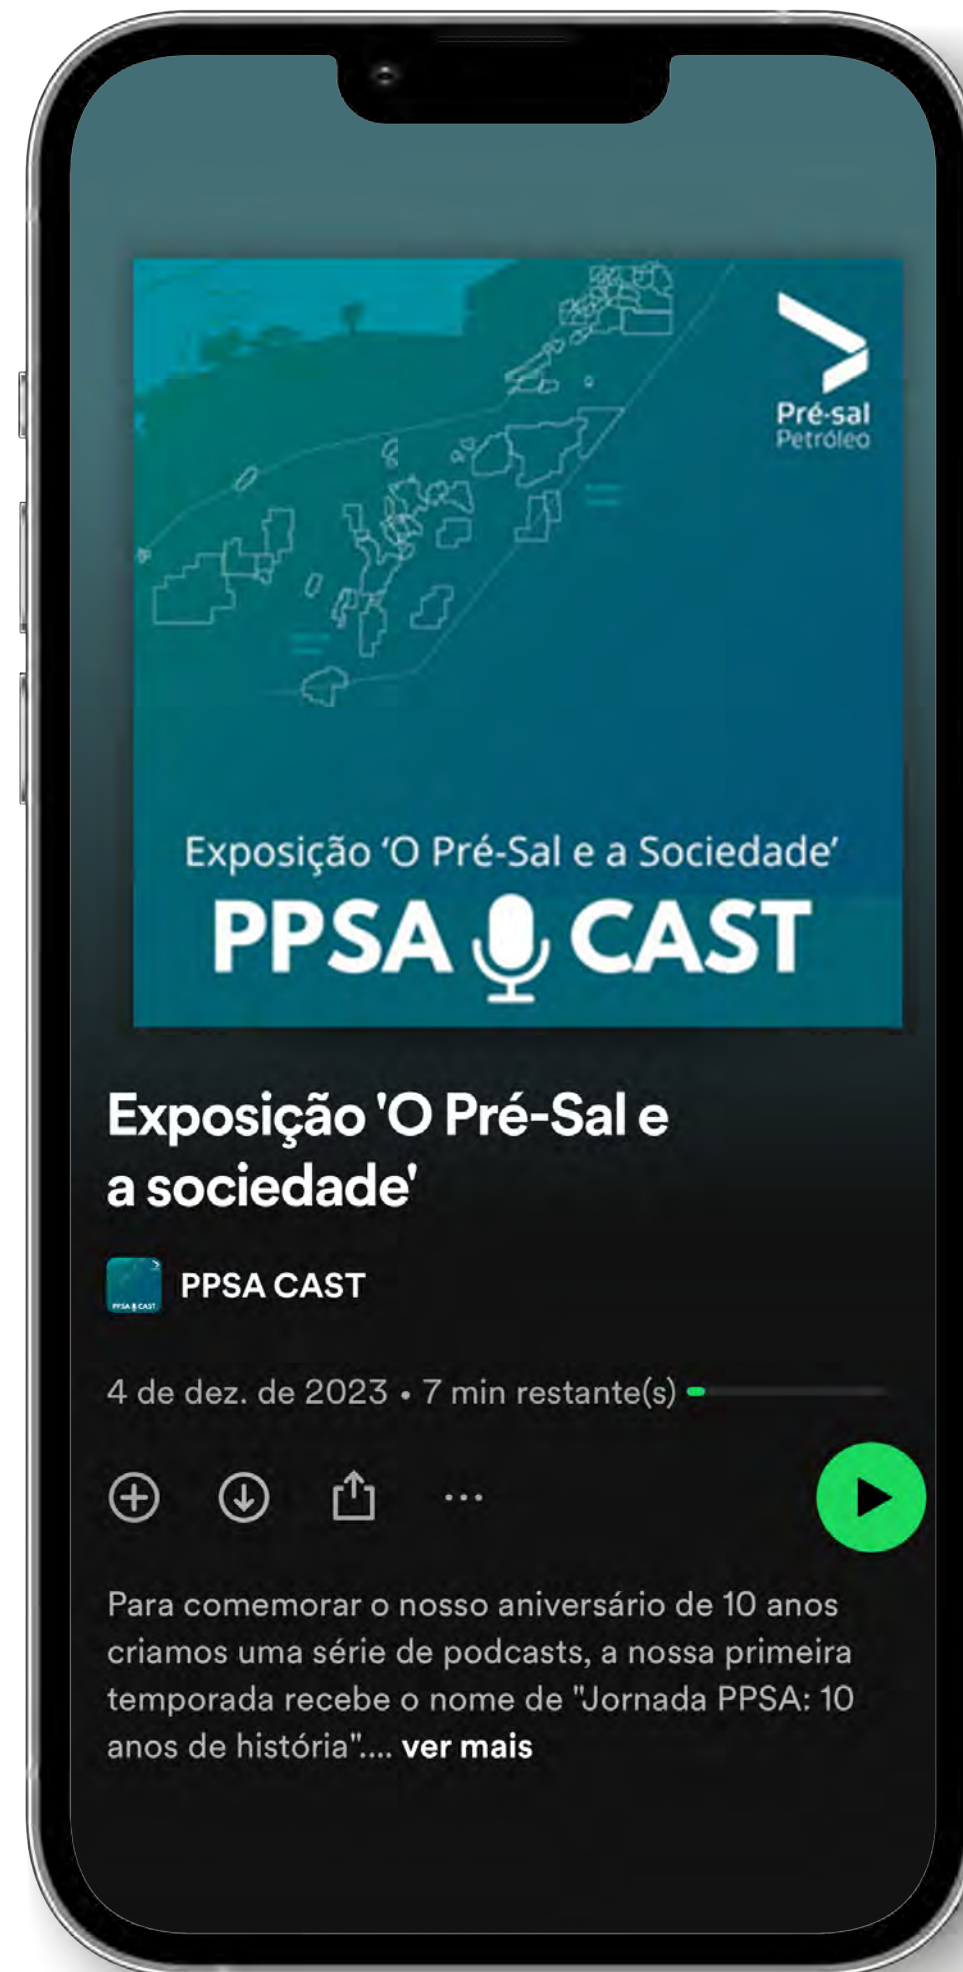 Pré-sal
Petróleo
Exposição ‘O Pré-Sal e a Sociedade’
PPSA CAST
Exposição 'O Pré-Sal e
a sociedade'
PPSA CAST
PPSA CAST
4 de dez. de 2023 • 7 min restante(s)
Para comemorar o nosso aniversário de 10 anos
criamos uma série de podcasts, a nossa primeira
temporada recebe o nome de "Jornada PPSA: 10
anos de história".... ver mais